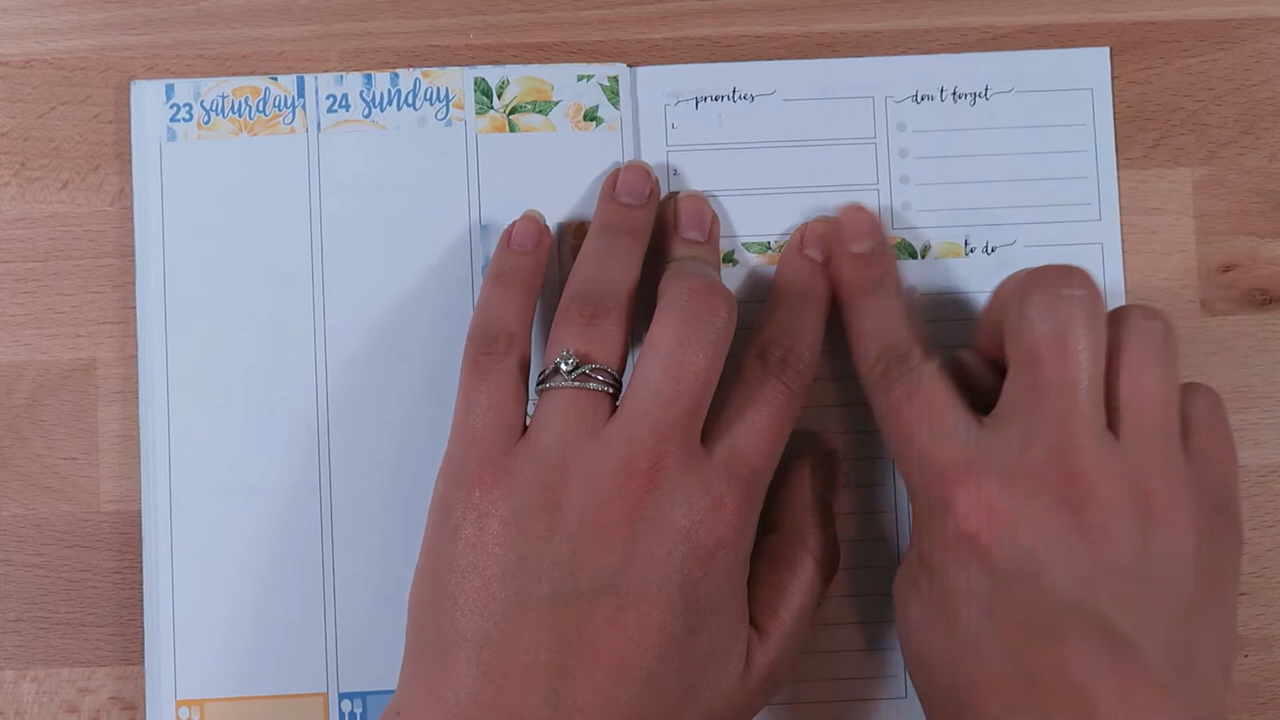 23 saturday
24 sunday
priorities
1.
2.
don't forget
to do